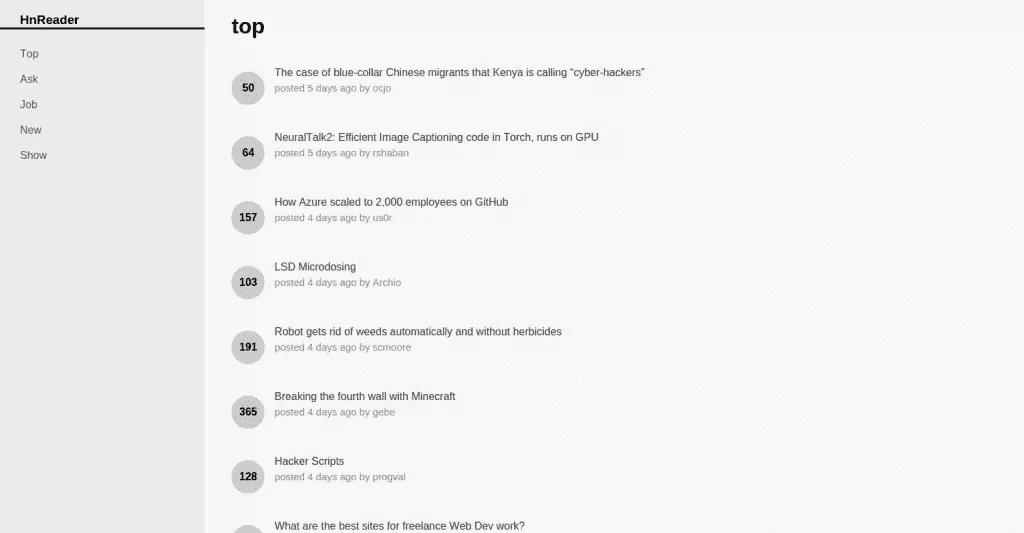 HnReader
Top
Ask
Job
New
Show
top
The case of blue-collar Chinese migrants that Kenya is calling “cyber-hackers”
50
posted 5 days ago by ocjo
NeuralTalk2: Efficient Image Captioning code in Torch, runs on GPU
64
posted 5 days ago by rshaban
How Azure scaled to 2,000 employees on GitHub
157
posted 4 days ago by us0r
LSD Microdosing
103
posted 4 days ago by Archio
Robot gets rid of weeds automatically and without herbicides
191
posted 4 days ago by scmoore
Breaking the fourth wall with Minecraft
365
posted 4 days ago by gebe
Hacker Scripts
128
posted 4 days ago by progval
What are the best sites for freelance Web Dev work?